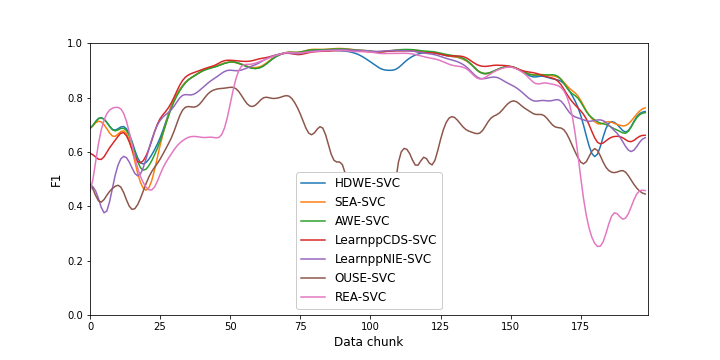 1.0
0.8
0.6
0.4
0.2
0.0
F1
0
25
50
75
100
125
150
175
Data chunk
HDWE-SVC
SEA-SVC
AWE-SVC
LearnppCDS-SVC
LearnppNIE-SVC
OUSE-SVC
REA-SVC